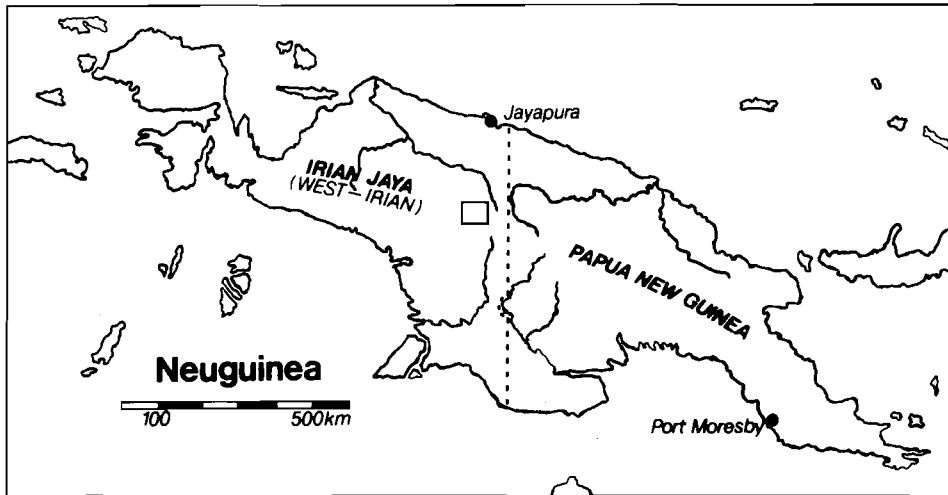 Jayapura
IRIAN JAYA
(WEST – IRIAN)
PAPUA NEW GUINEA
Neuguinea
100 500km
Port Moresby